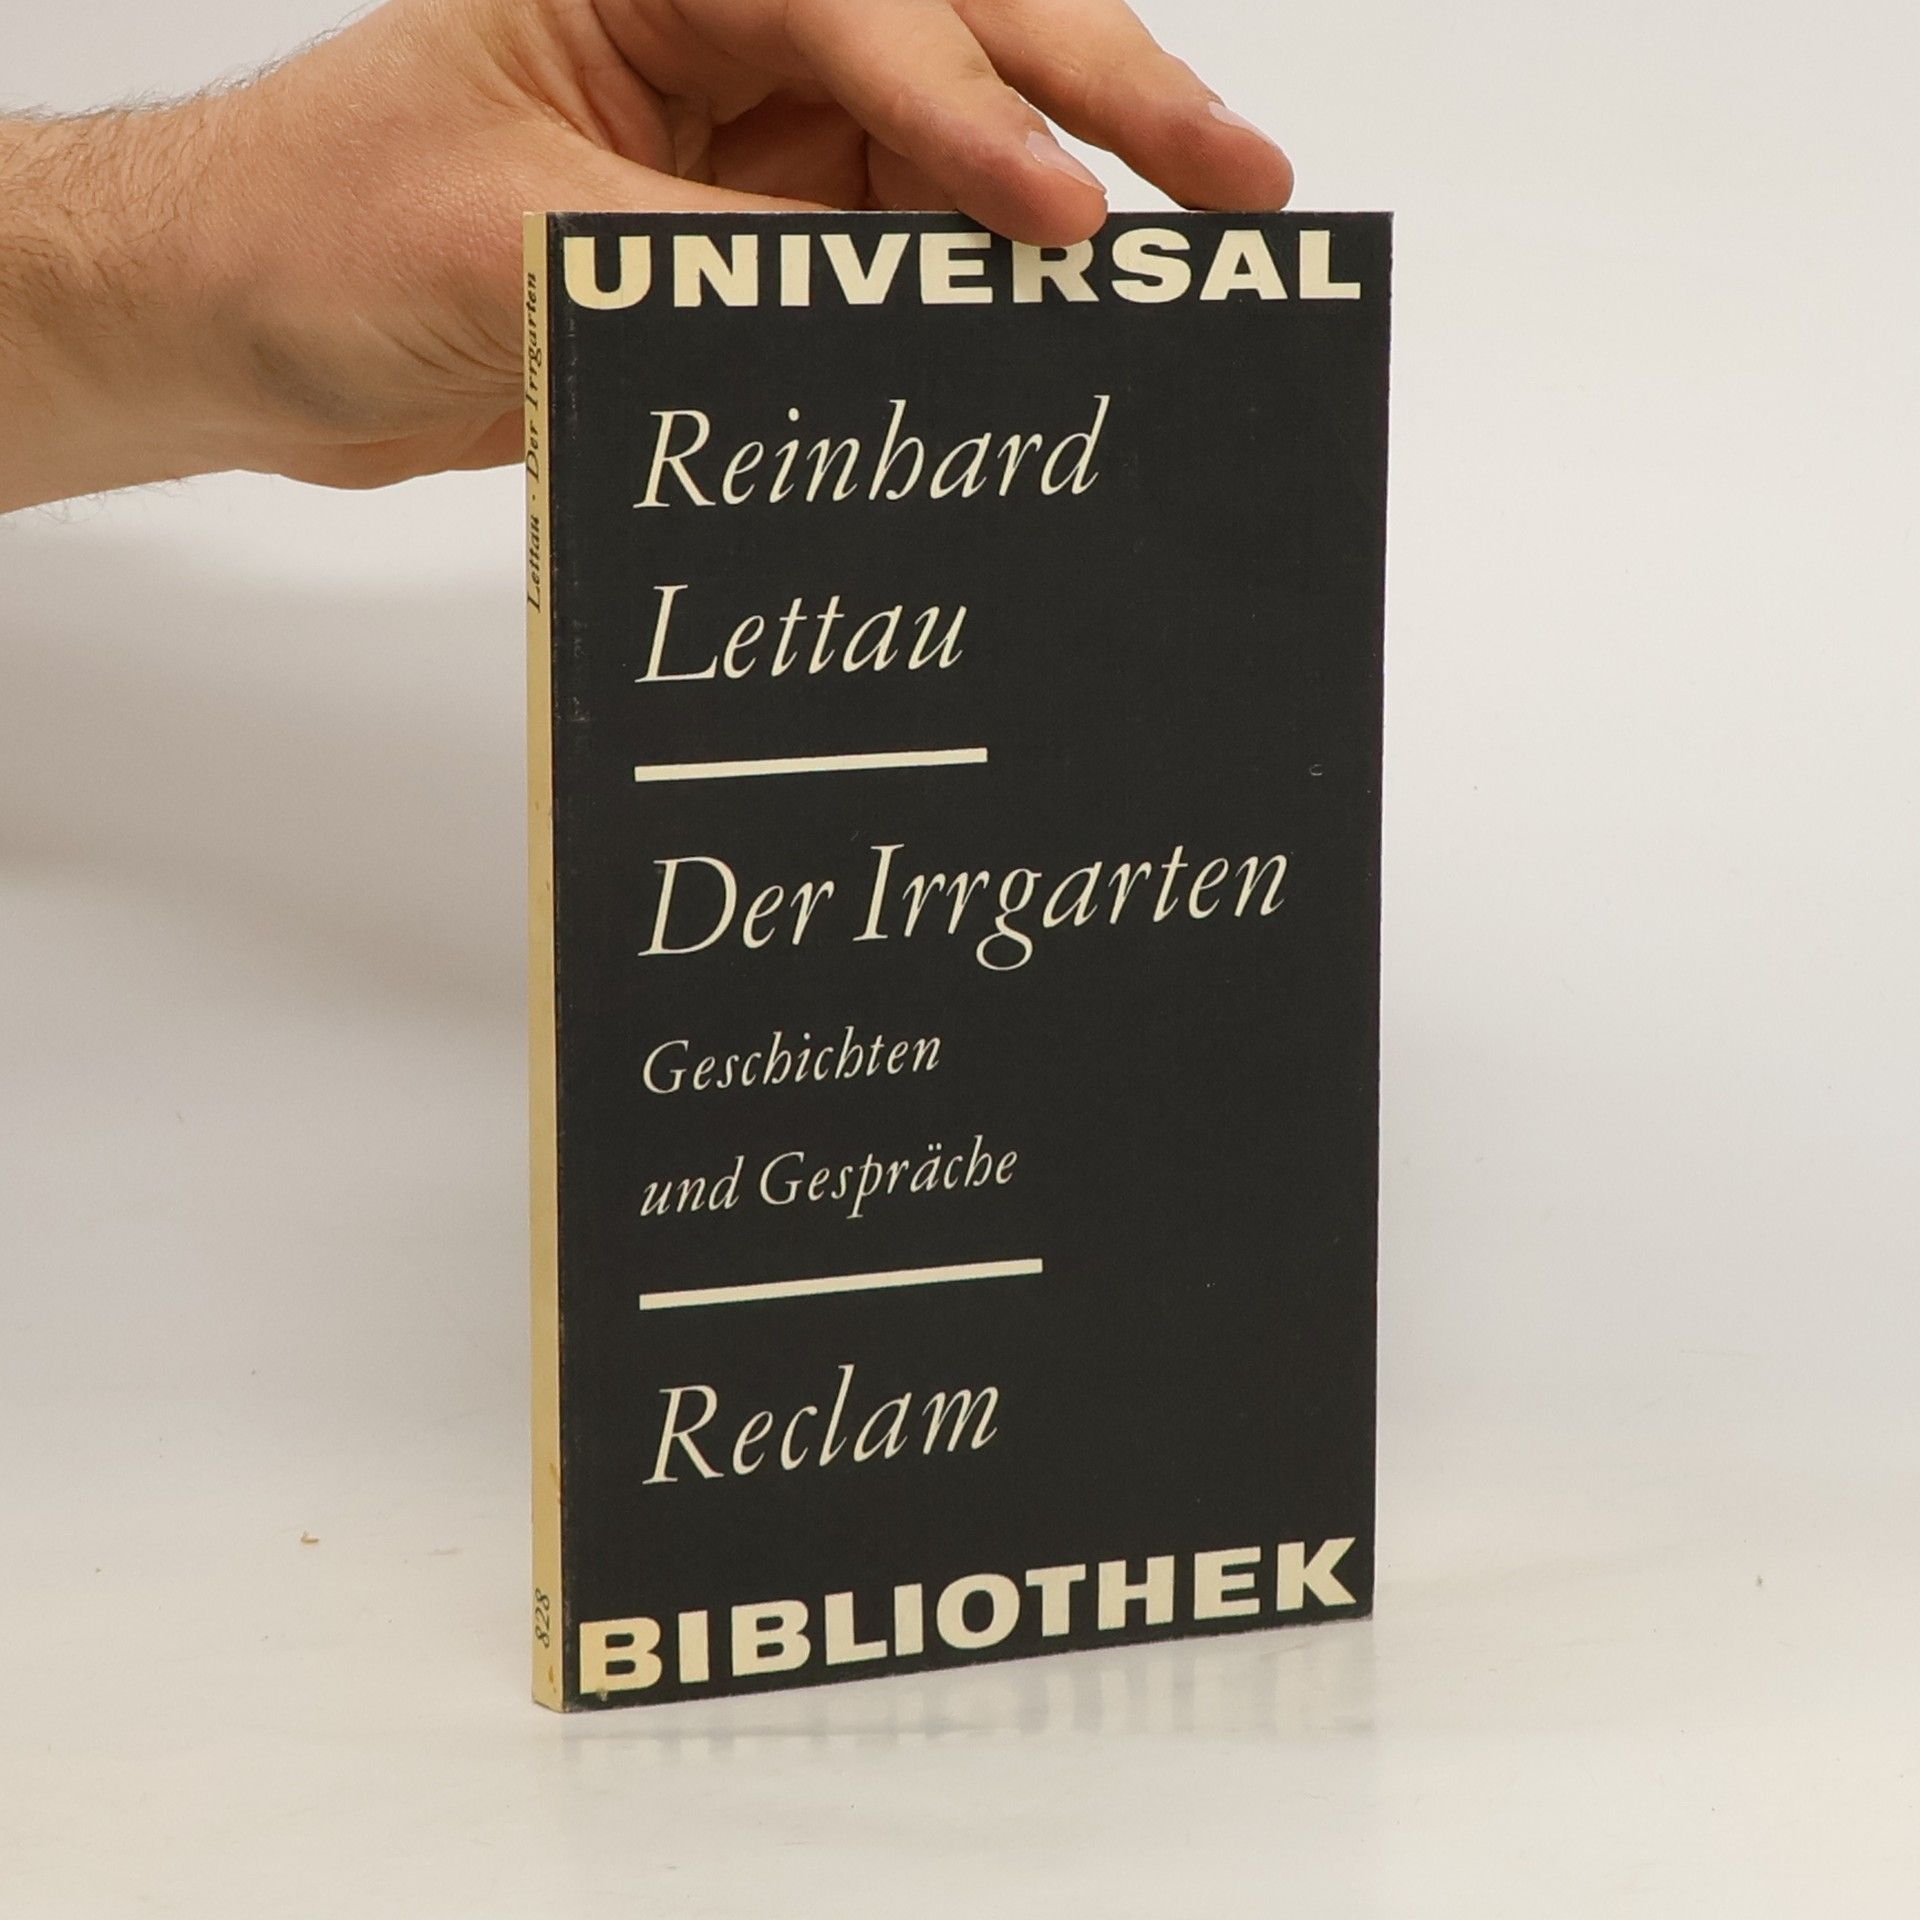 UNIVERSAL
Reinhard
Lettau
Der Irrgarten
Geschichten
und Gespräche
Reclam
BIBLIOTHEK
Lettau · Der Irrgarten
828